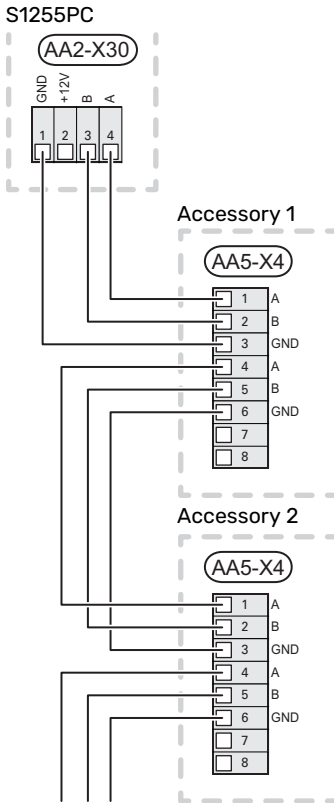 S1255PC
AA2-X30
GND +12V B A
1 2 3 4
Accessory 1
AA5-X4
1 A
2 B
3 GND
4 A
5 B
6 GND
7
8
Accessory 2
AA5-X4
1 A
2 B
3 GND
4 A
5 B
6 GND
7
8